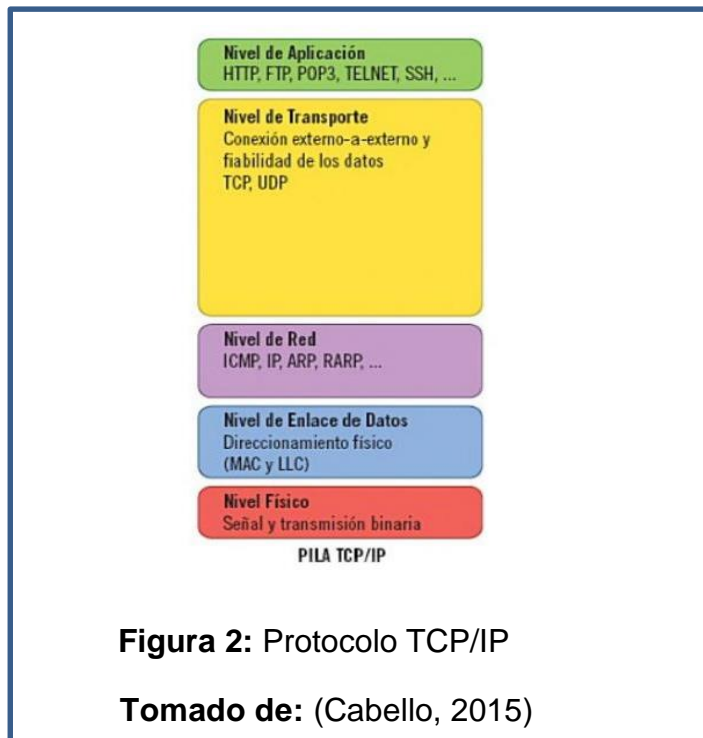 Nivel de Aplicación
HTTP, FTP, POP3, TELNET, SSH, ...
Nivel de Transporte
Conexión externo-a-externo y
fiabilidad de los datos
TCP, UDP
Nivel de Red
ICMP, IP, ARP, RARP, ...
Nivel de Enlace de Datos
Direccionamiento físico
(MAC y LLC)
Nivel Físico
Señal y transmisión binaria
PILA TCP/IP
Figura 2: Protocolo TCP/IP
Tomado de: (Cabello, 2015)